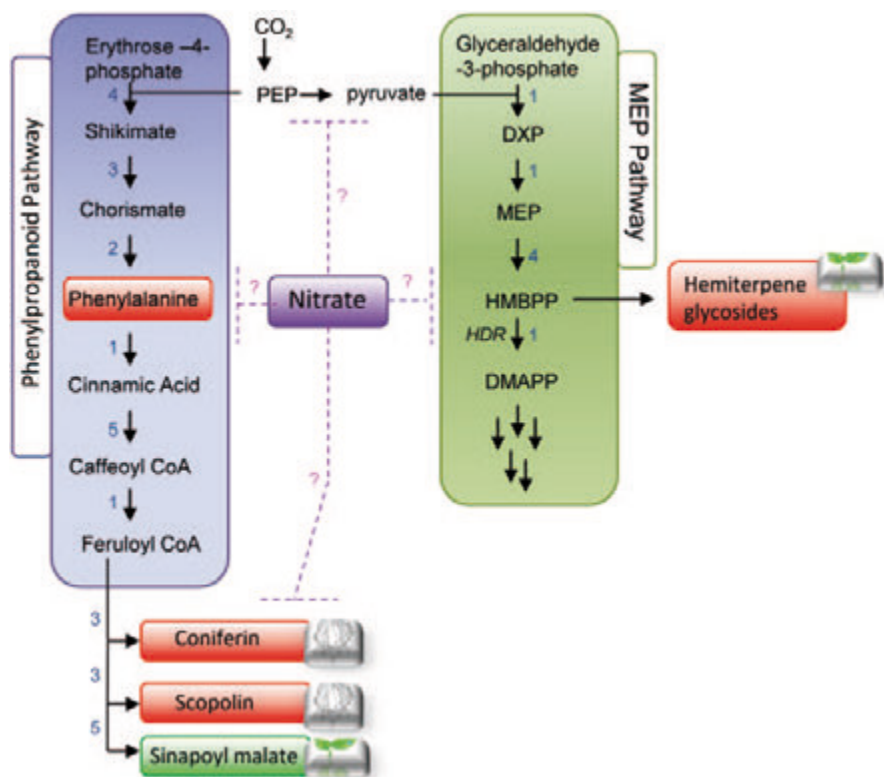 Phenylpropanoid Pathway
Erythrose –4-
phosphate
4
Shikimate
3
Chorismate
2
Phenylalanine
1
Cinnamic Acid
5
Caffeoyl CoA
1
Feruloyl CoA
3
Coniferin
3
Scopolin
5
Sinapoyl malate
CO2
PEP
pyruvate
?
?
Nitrate
?
?
Glyceraldehyde
-3-phosphate
1
DXP
1
MEP
4
HMBPP
HDR 1
DMAPP
MEP Pathway
Hemiterpene
glycosides